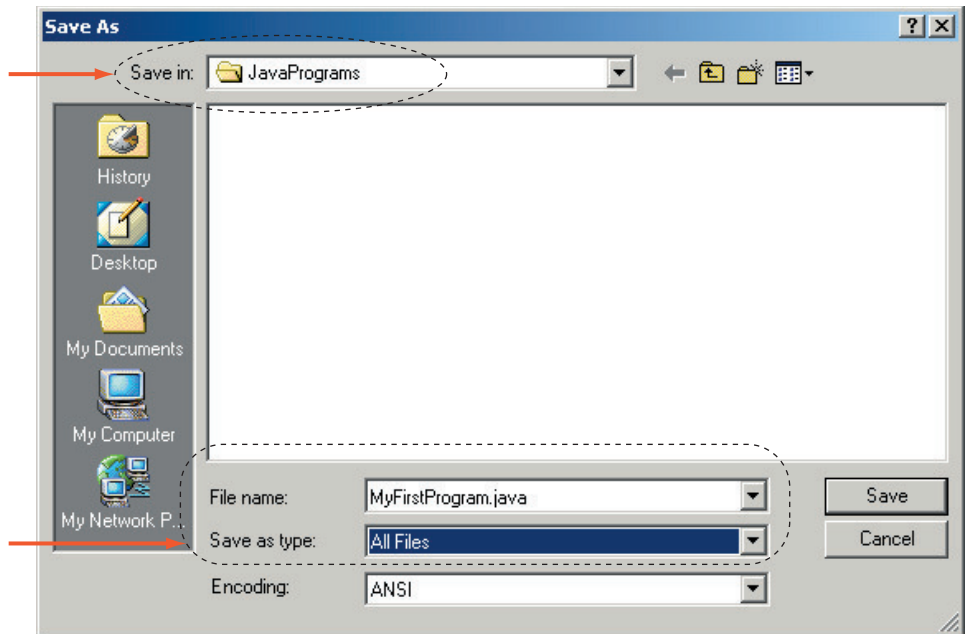 Save As
Save in: JavaPrograms
History
Desktop
My Documents
My Computer
My Network P...
File name: MyFirstProgram.java
Save
Save as type: All Files
Cancel
Encoding: ANSI